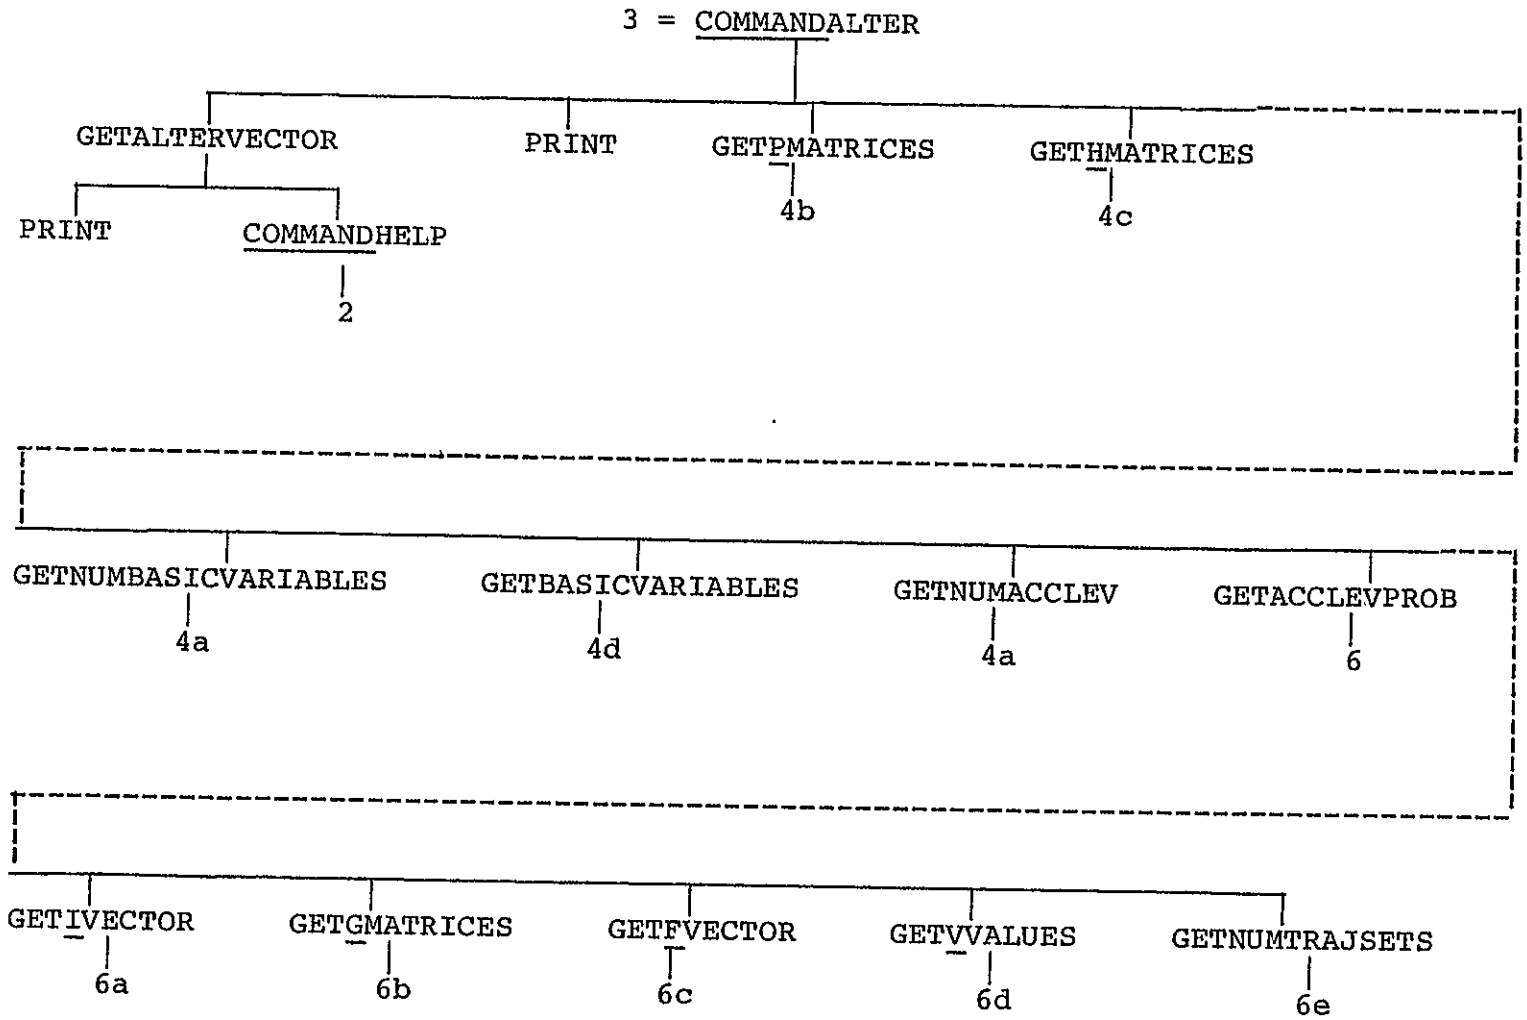 3 = COMMANDALTER
GETALTERVECTOR PRINT GETPMATRICES GETHMATRICES
4b 4c
PRINT COMMANDHELP
2
GETNUMBASICVARIABLES GETBASICVARIABLES GETNUMACCLEV GETACCLEVPROB
4a 4d 4a 6
GETIVECTOR GETGMATRICES GETFVECTOR GETVVALUES GETNUMTRAJSETS
6a 6b 6c 6d 6e